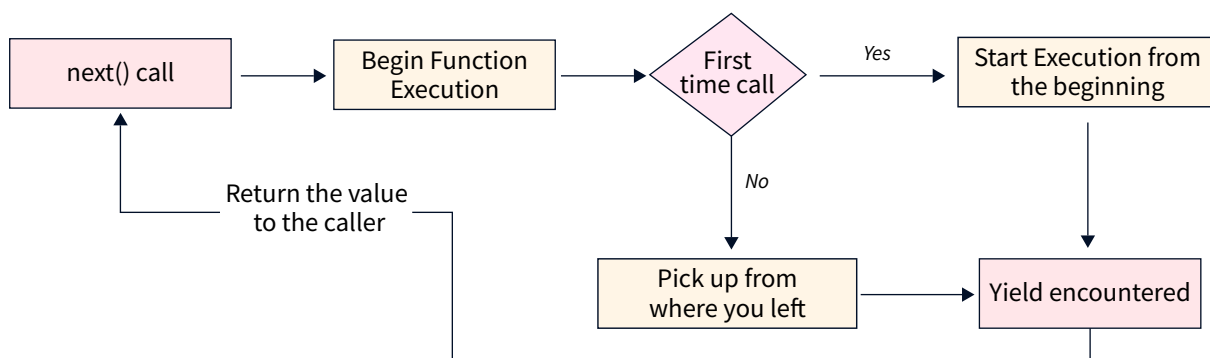 next() call
Begin Function
Execution
First
time call
Yes
Start Execution from
the beginning
No
Return the value
to the caller
Pick up from
where you left
Yield encountered